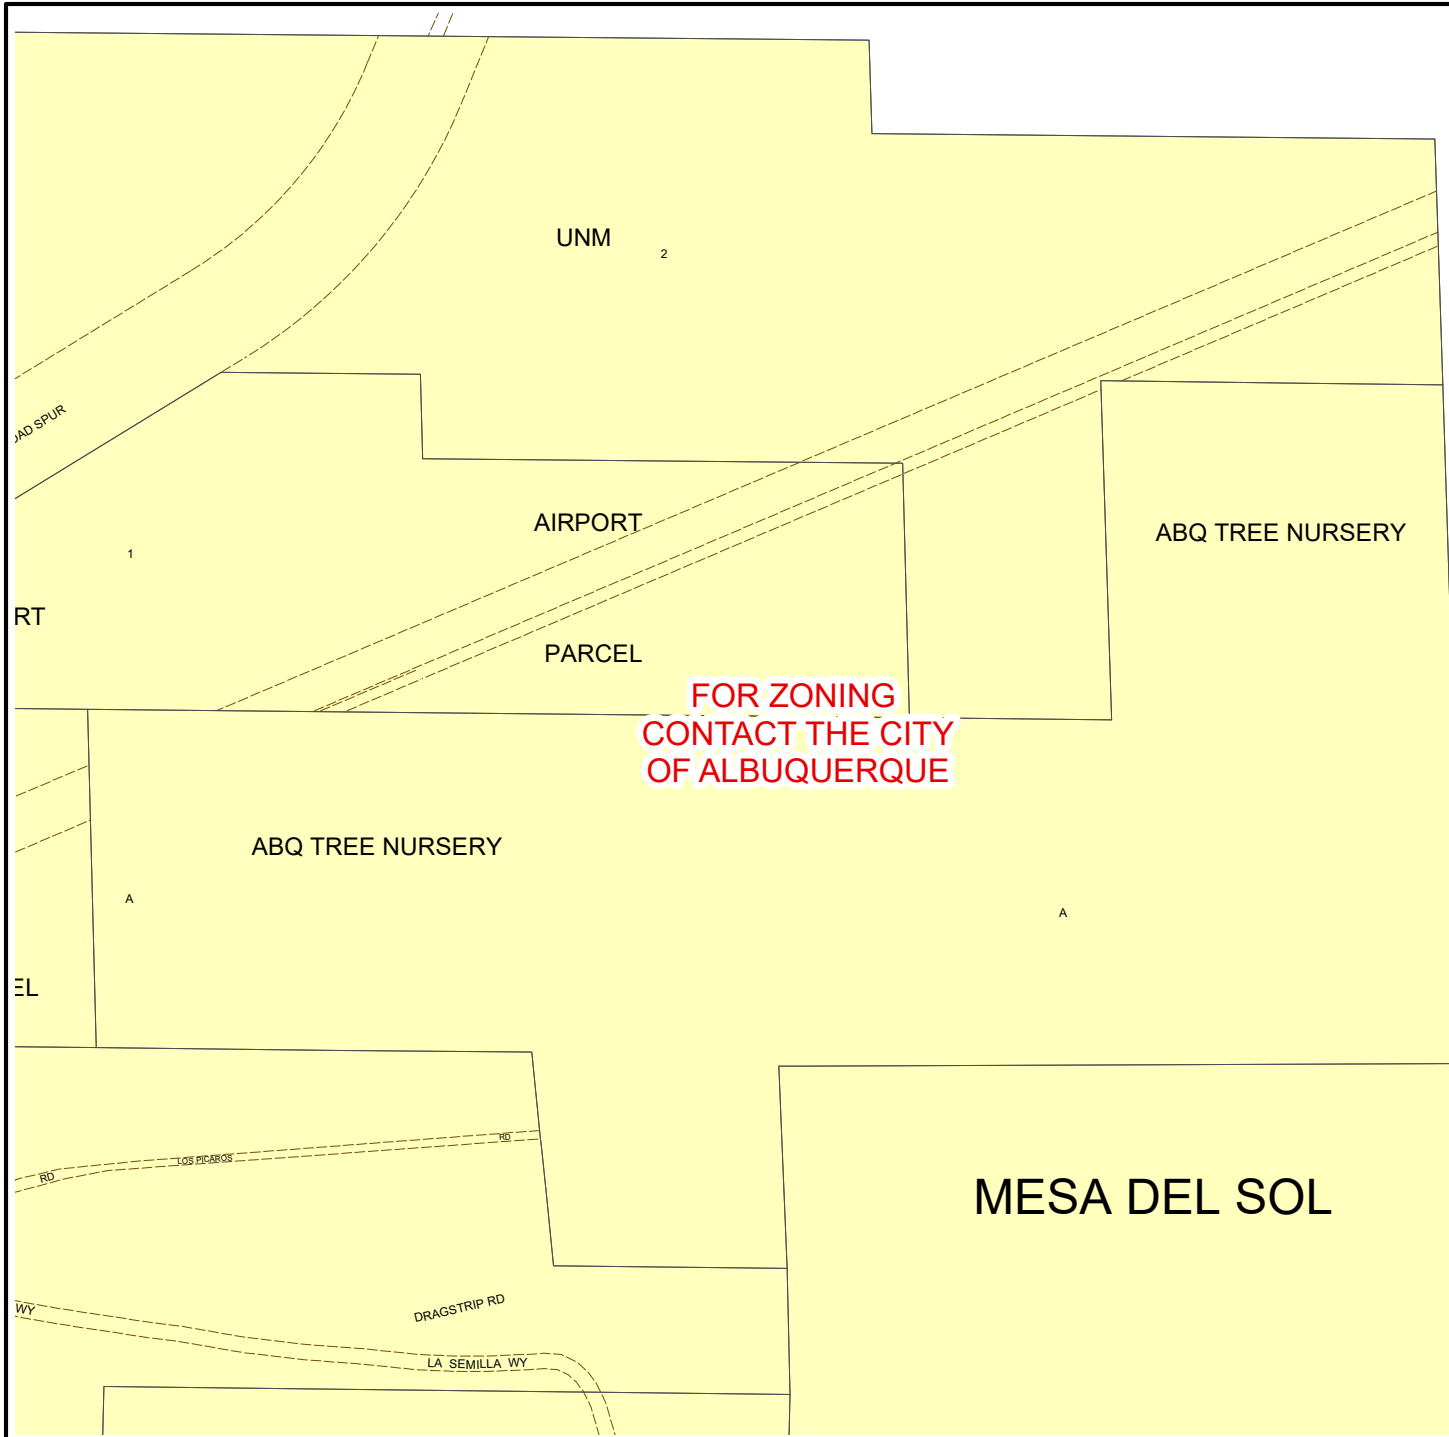 UNM
2
OAD SPUR
AIRPORT
ABQ TREE NURSERY
1
RT
PARCEL
FOR ZONING
CONTACT THE CITY
OF ALBUQUERQUE
ABQ TREE NURSERY
A
A
EL
RD
LOS PICAROS
RD
MESA DEL SOL
WY
DRAGSTRIP RD
LA SEMILLA WY